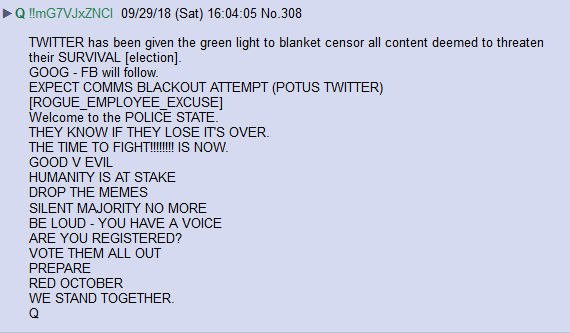 Q !!mG7VJxZNCI 09/29/18 (Sat) 16:04:05 No.308
TWITTER has been given the green light to blanket censor all content deemed to threaten
their SURVIVAL [election].
GOOG - FB will follow.
EXPECT COMMS BLACKOUT ATTEMPT (POTUS TWITTER)
[ROGUE_EMPLOYEE_EXCUSE]
Welcome to the POLICE STATE.
THEY KNOW IF THEY LOSE IT'S OVER.
THE TIME TO FIGHT!!!!!!!! IS NOW.
GOOD V EVIL
HUMANITY IS AT STAKE
DROP THE MEMES
SILENT MAJORITY NO MORE
BE LOUD - YOU HAVE A VOICE
ARE YOU REGISTERED?
VOTE THEM ALL OUT
PREPARE
RED OCTOBER
WE STAND TOGETHER.
Q